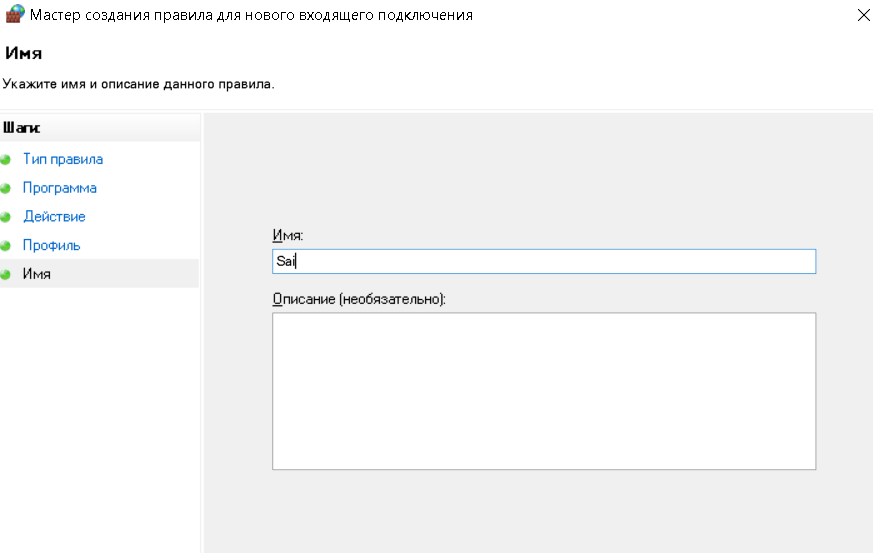 Мастер создания правила для нового входящего подключения
Имя
Укажите имя и описание данного правила.
Шаги:
Тип правила
Программа
Действие
Профиль
Имя
Имя:
Sai
Описание (необязательно):